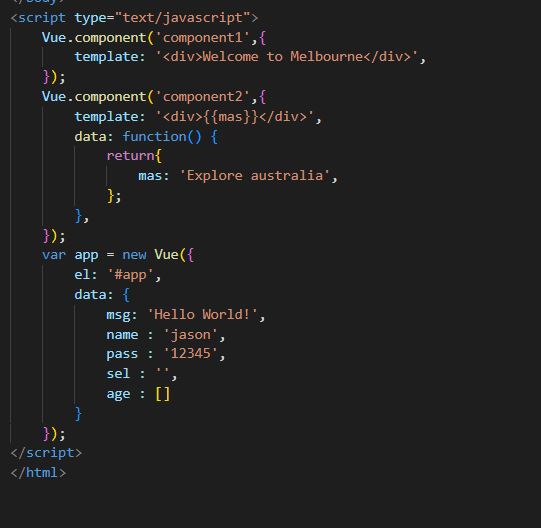 </body>
<script type="text/javascript">
    Vue.component('component1',{
        template: '<div>Welcome to Melbourne</div>',
    });
    Vue.component('component2',{
        template: '<div>{{mas}}</div>',
        data: function() {
            return{
                mas: 'Explore australia',
            };
        },
    });
    var app = new Vue({
        el: '#app',
        data: {
            msg: 'Hello World!',
            name : 'jason',
            pass : '12345',
            sel : '',
            age : []
        }
    });
</script>
</html>